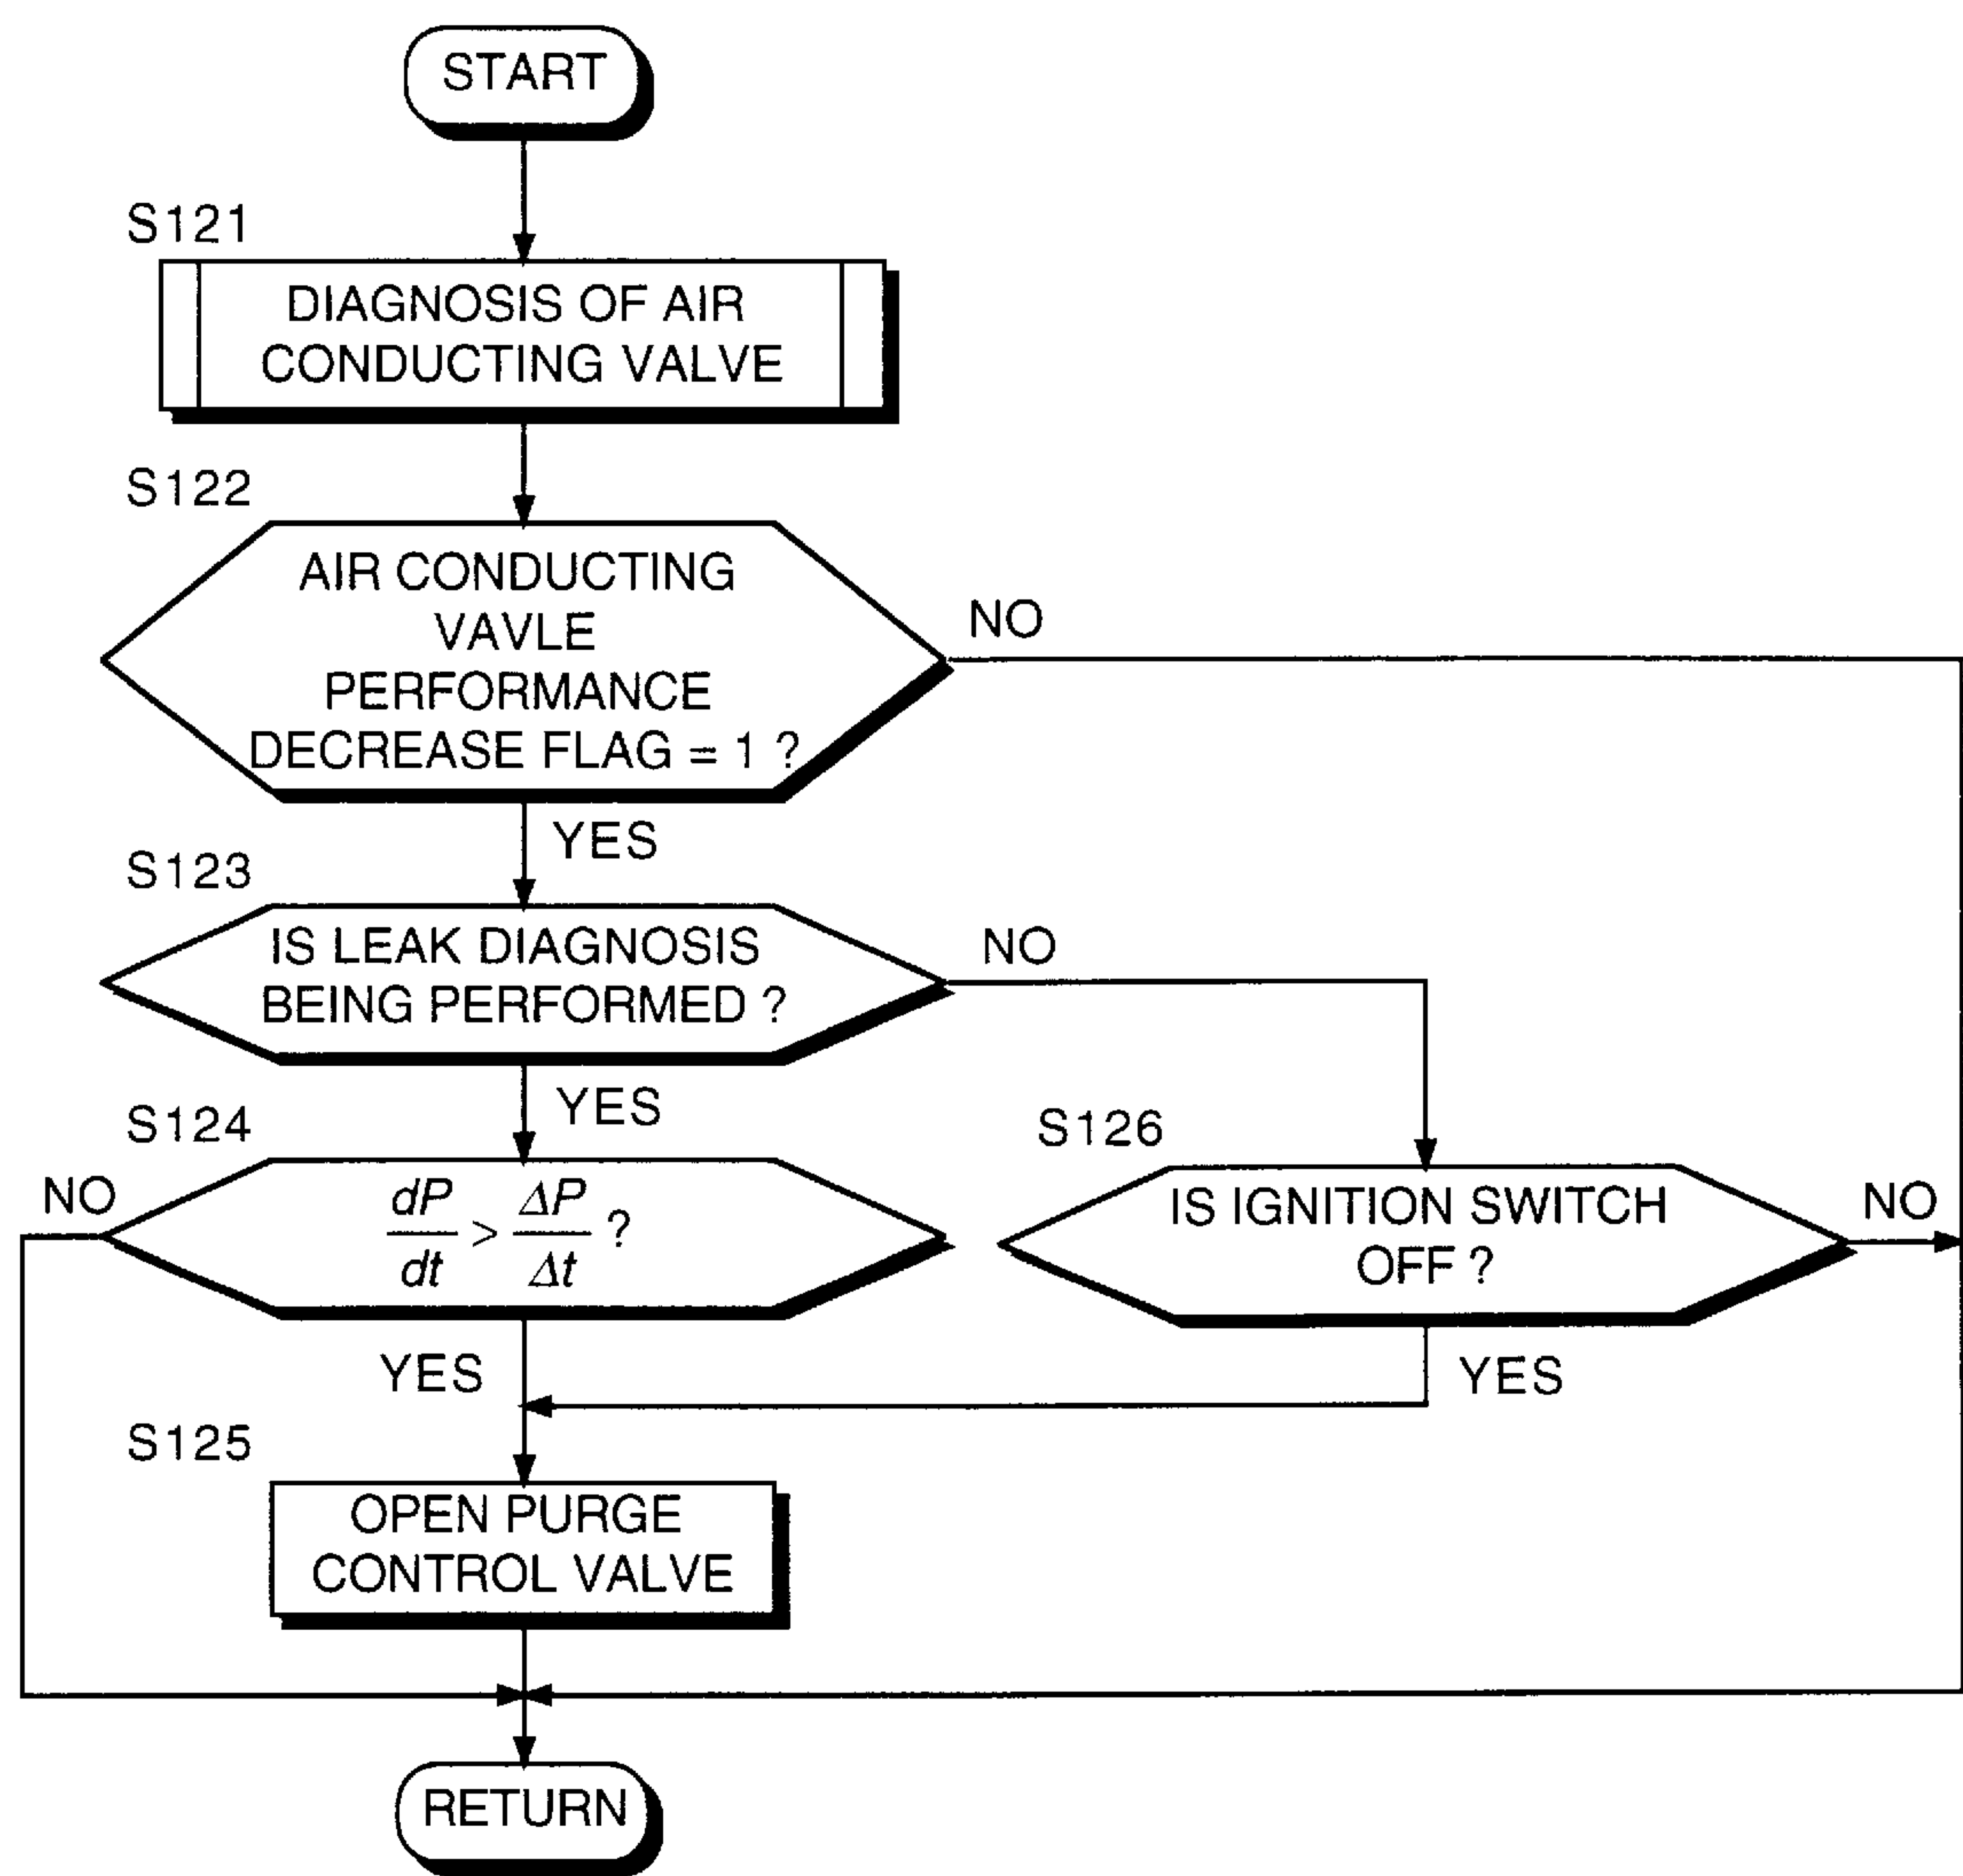 START
S121
DIAGNOSIS OF AIR
CONDUCTING VALVE
S122
AIR CONDUCTING
VAVLE
PERFORMANCE
DECREASE FLAG = 1 ?
NO
YES
S123
IS LEAK DIAGNOSIS
BEING PERFORMED ?
NO
YES
S124
dP/dt > ΔP/Δt ?
NO
YES
S126
IS IGNITION SWITCH
OFF ?
NO
YES
S125
OPEN PURGE
CONTROL VALVE
RETURN